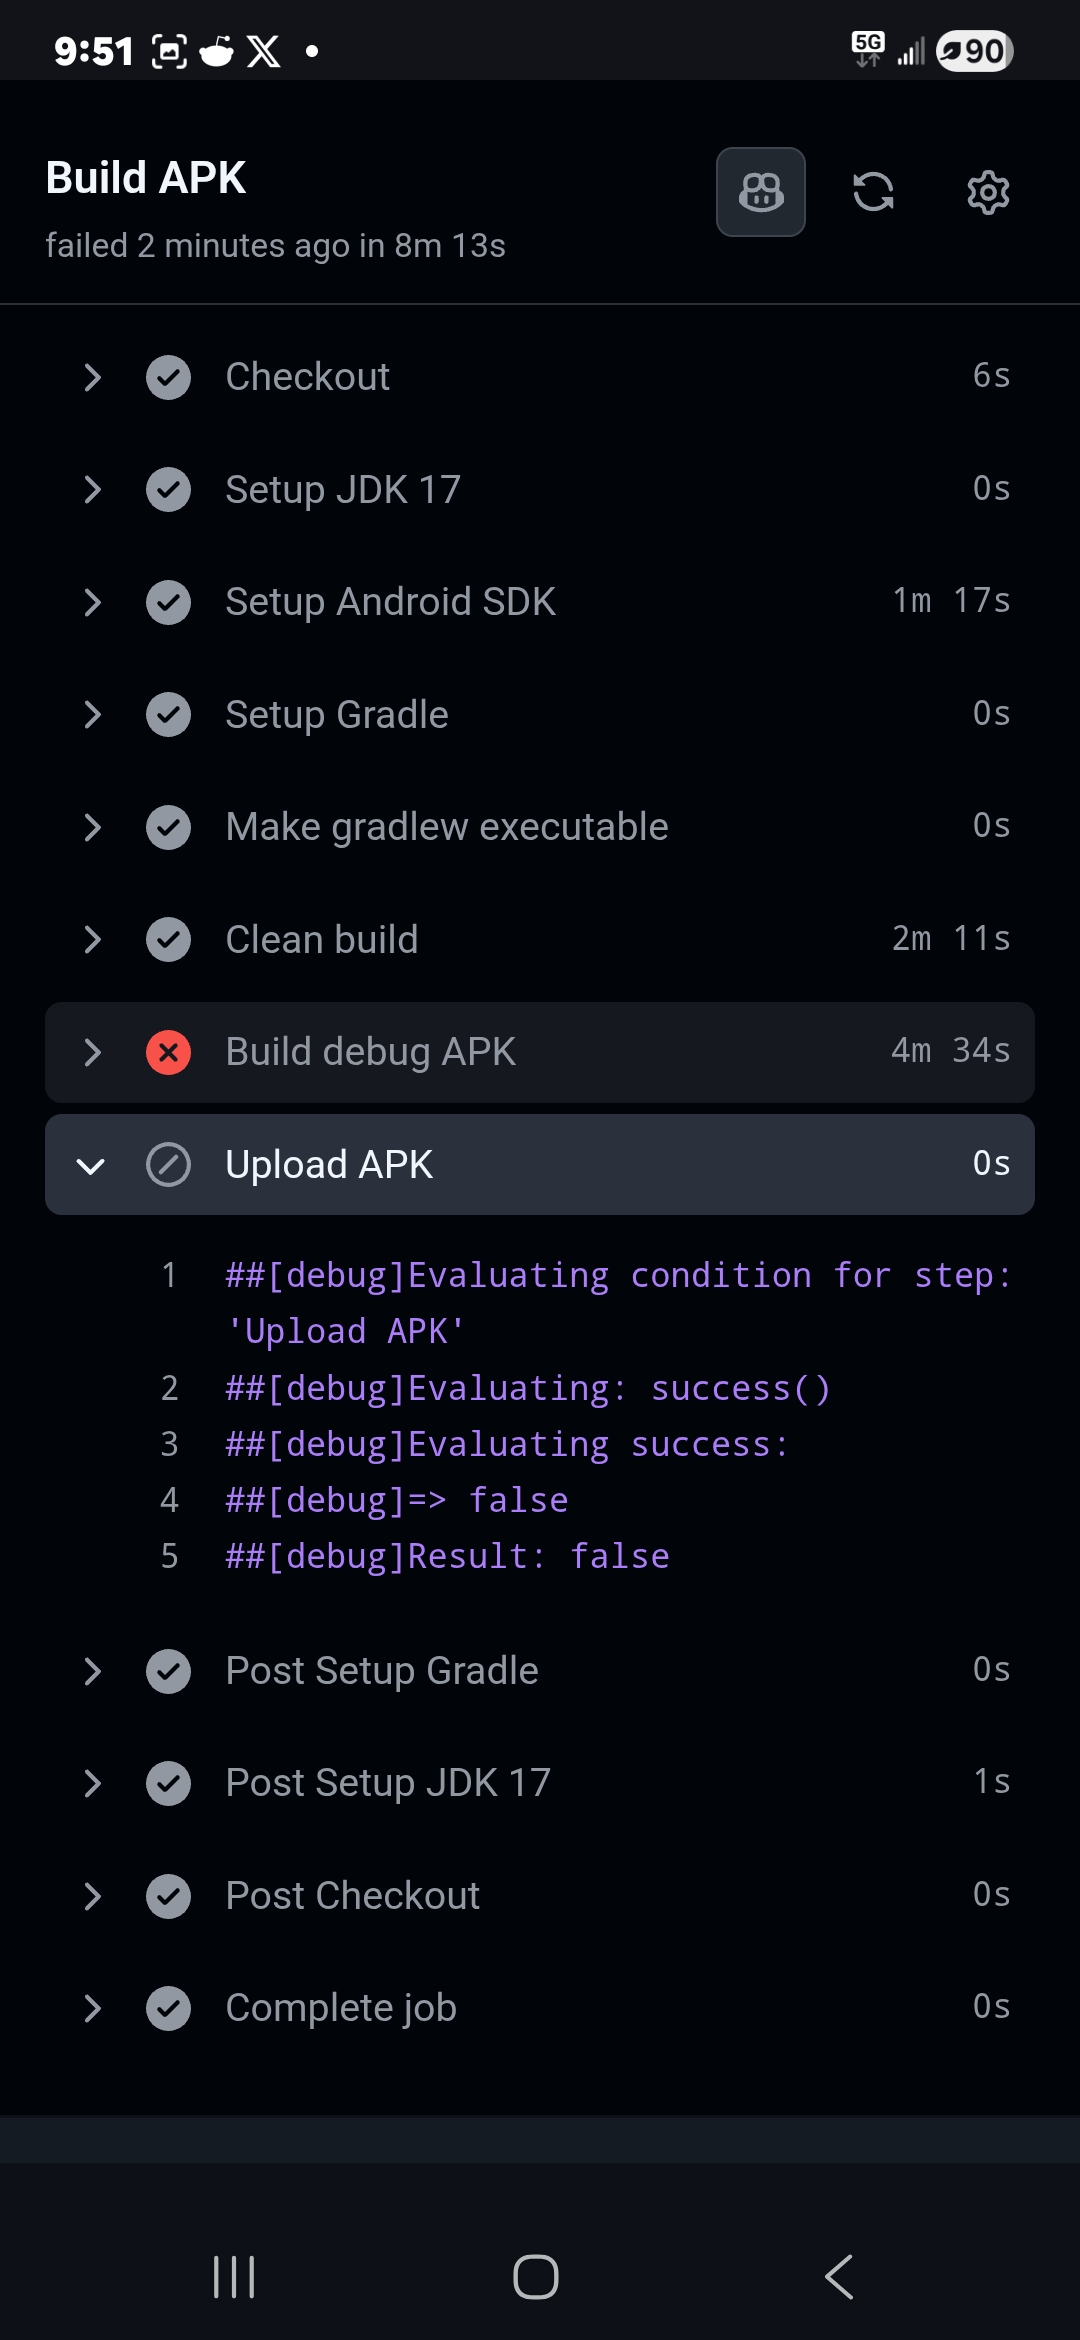 9:51
5G
90
Build APK
failed 2 minutes ago in 8m 13s
Checkout 6s
Setup JDK 17 0s
Setup Android SDK 1m 17s
Setup Gradle 0s
Make gradlew executable 0s
Clean build 2m 11s
Build debug APK 4m 34s
Upload APK 0s
1 ##[debug]Evaluating condition for step:
'Upload APK'
2 ##[debug]Evaluating: success()
3 ##[debug]Evaluating success:
4 ##[debug]=> false
5 ##[debug]Result: false
Post Setup Gradle 0s
Post Setup JDK 17 1s
Post Checkout 0s
Complete job 0s